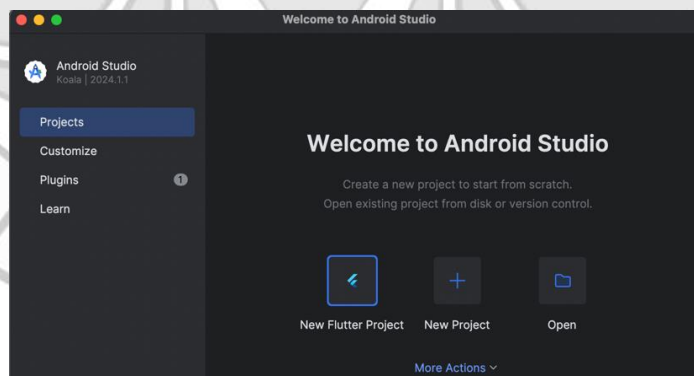 Welcome to Android Studio
Android Studio
Koala | 2024.1.1
Projects
Customize
Plugins
1
Learn
Welcome to Android Studio
Create a new project to start from scratch.
Open existing project from disk or version control.
New Flutter Project
New Project
Open
More Actions